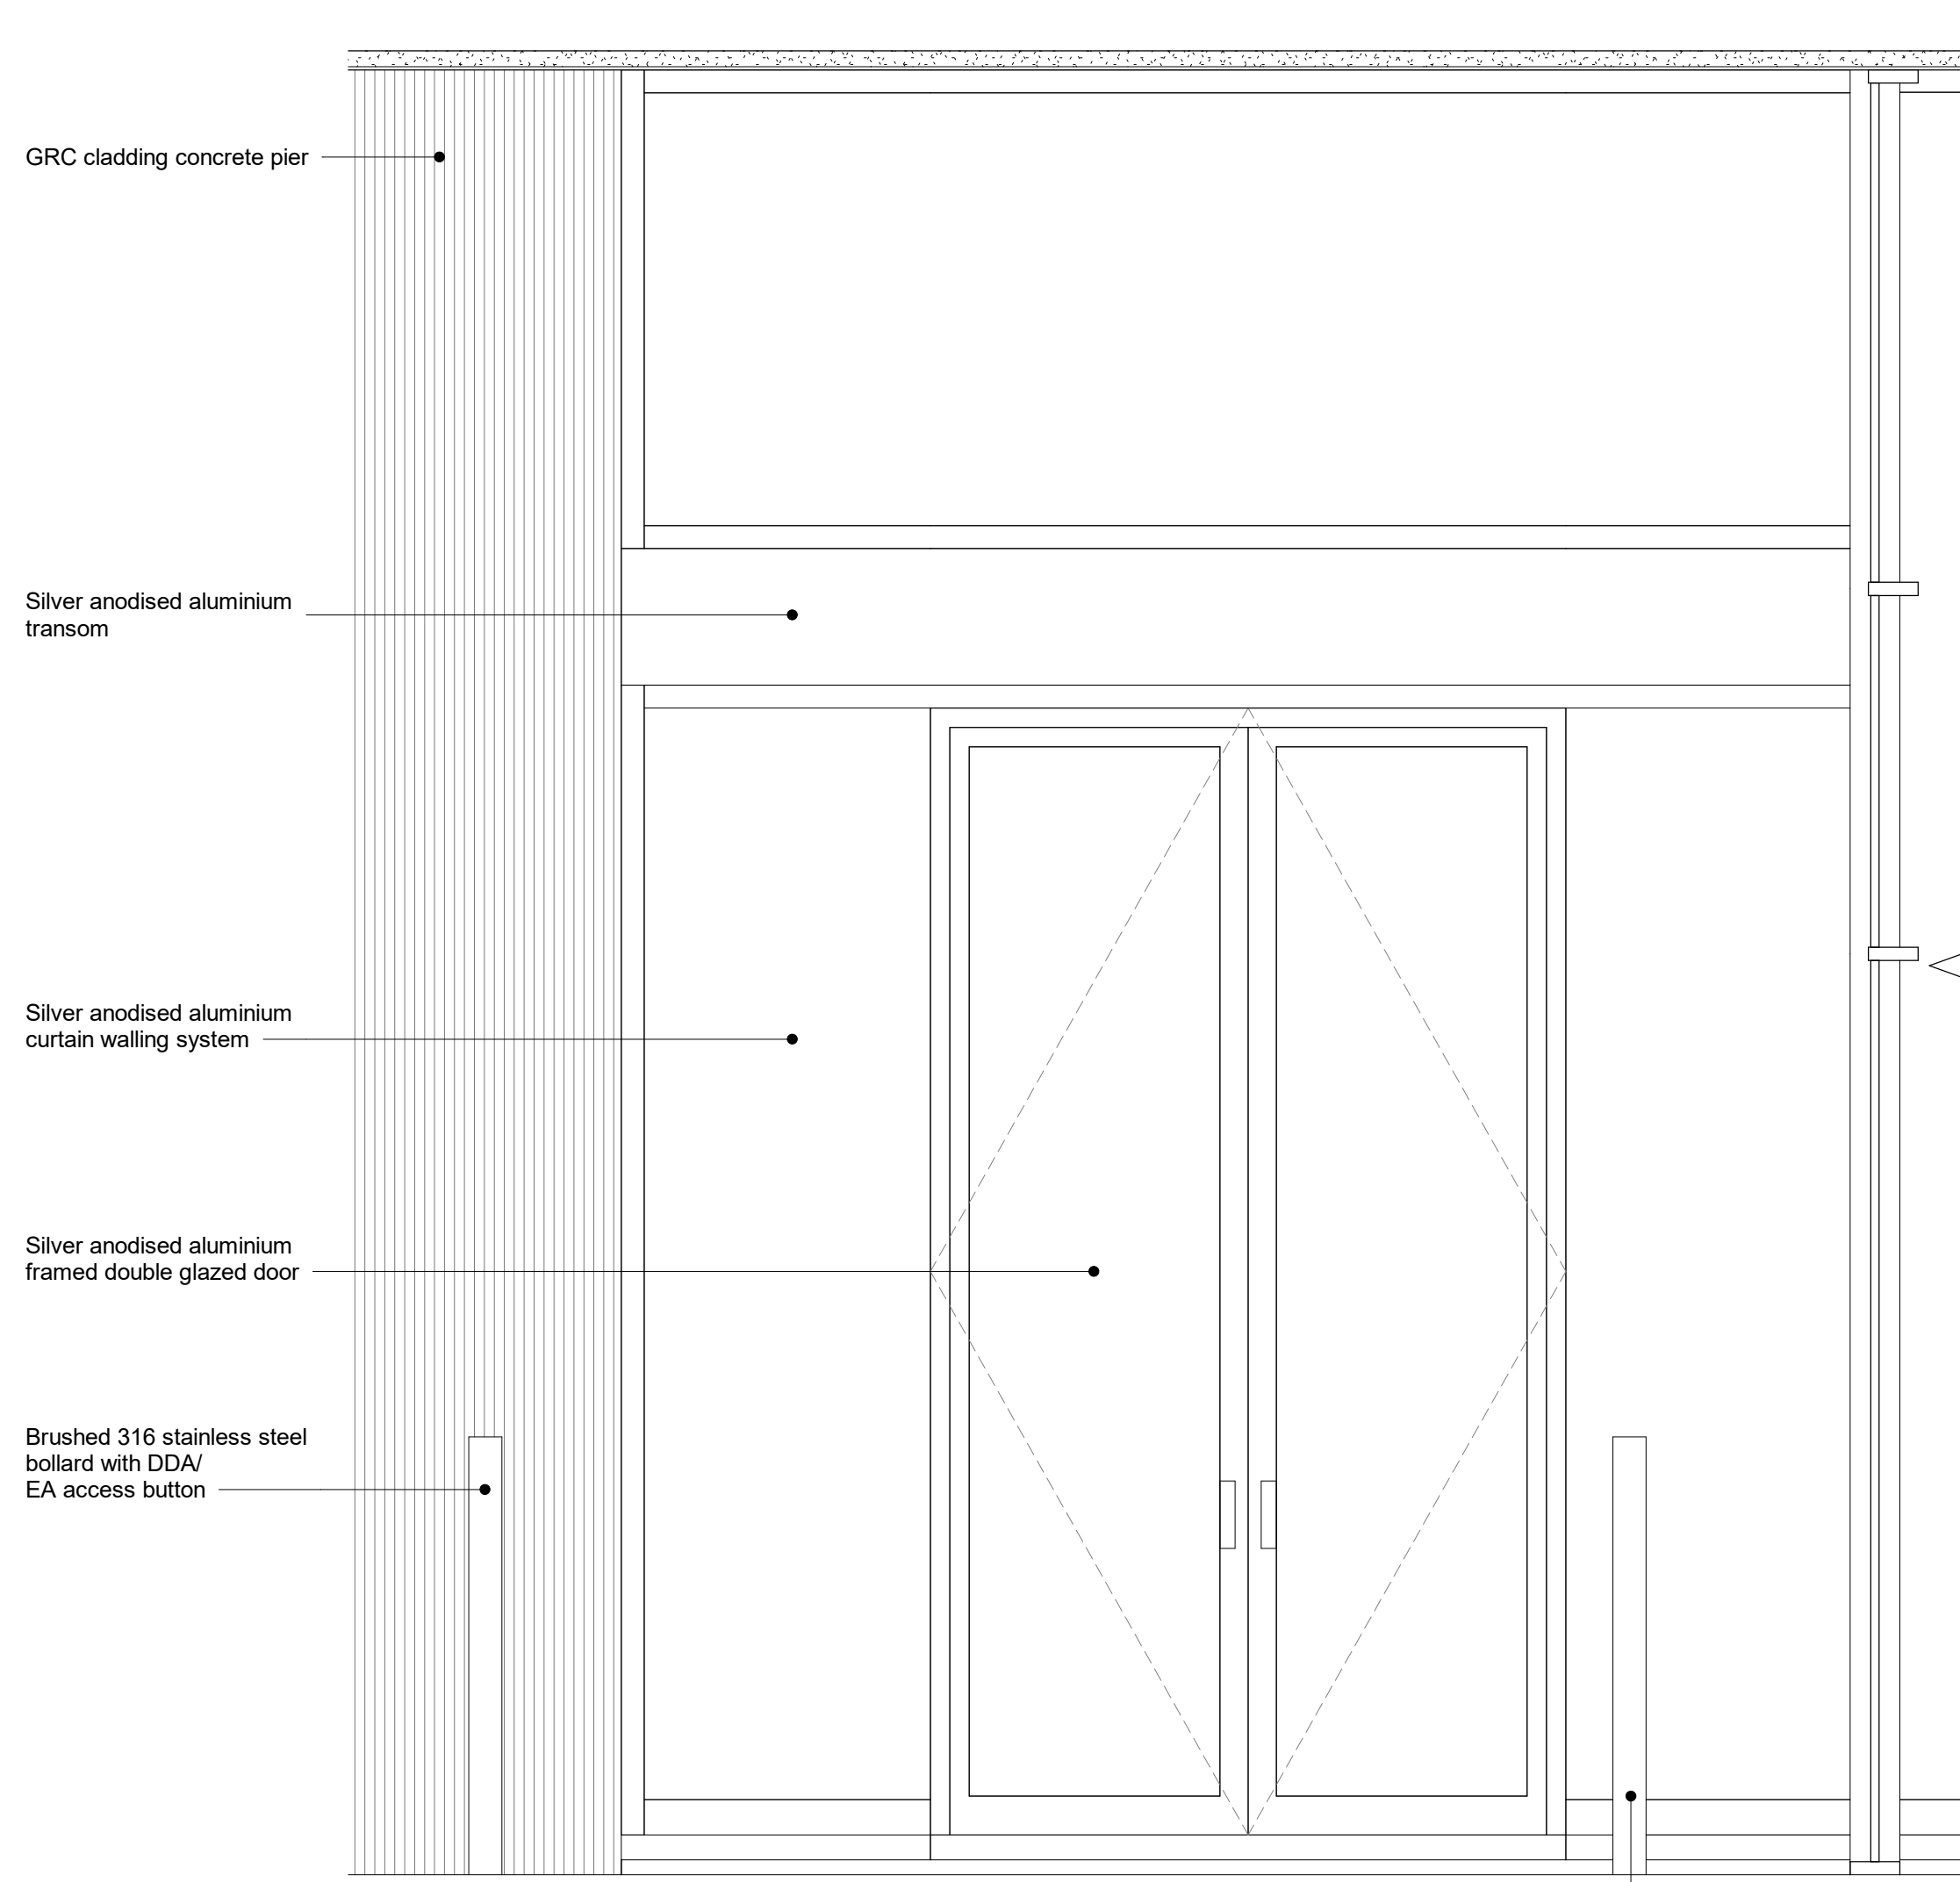 GRC cladding concrete pier
Silver anodised aluminium
transom
Silver anodised aluminium
curtain walling system
Silver anodised aluminium
framed double glazed door
Brushed 316 stainless steel
bollard with DDA/
EA access button